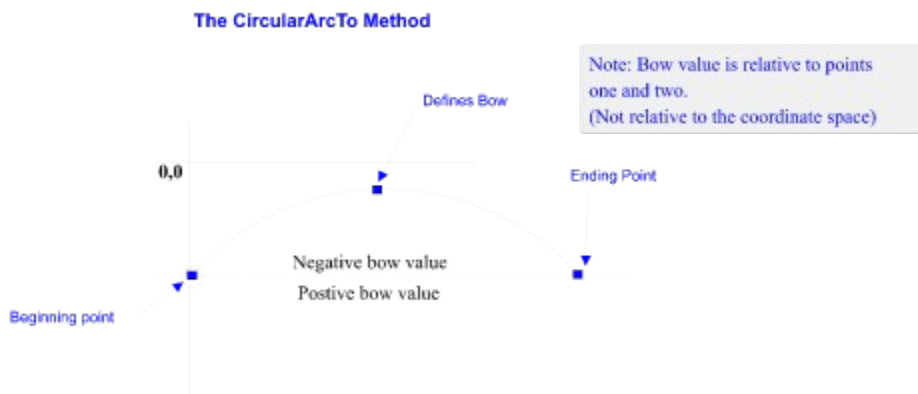 The CircularArcTo Method
Note: Bow value is relative to points
one and two.
(Not relative to the coordinate space)
Defines Bow
0,0
Ending Point
Negative bow value
Postive bow value
Beginning point